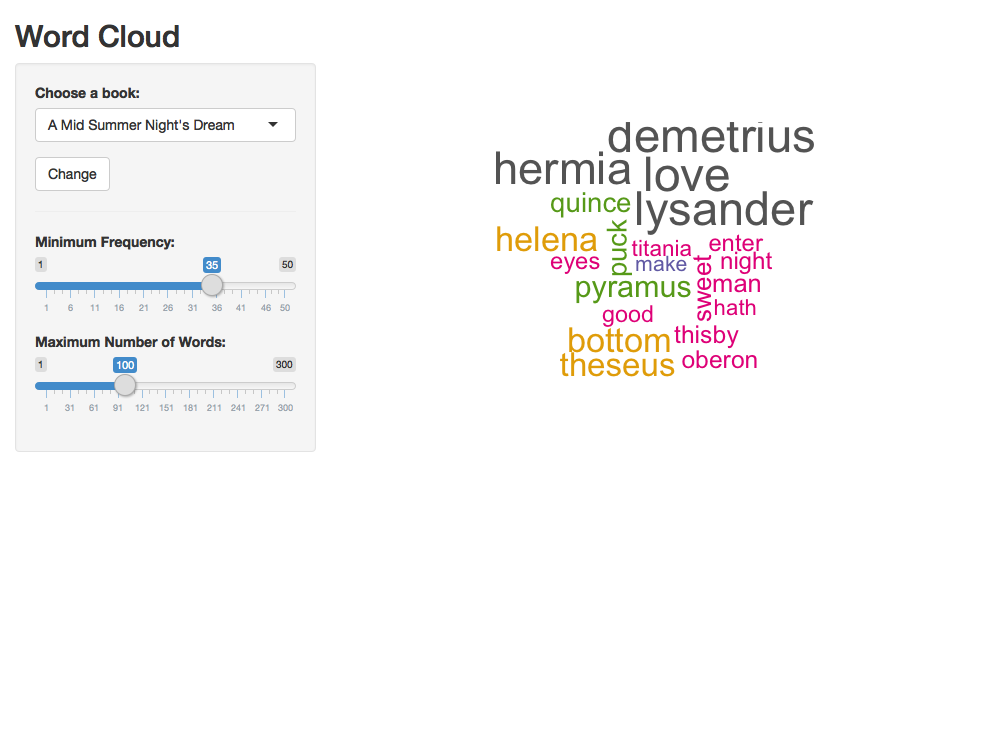 Word Cloud
Choose a book:
A Mid Summer Night's Dream
Change
Minimum Frequency:
1 35 50
1 6 11 16 21 26 31 36 41 46 50
Maximum Number of Words:
1 100 300
1 31 61 91 121 151 181 211 241 271 300
demetrius
hermia love
quince lysander
helena puck titania enter
eyes make sweet night
pyramus man
good hath
bottom thisby
theseus oberon